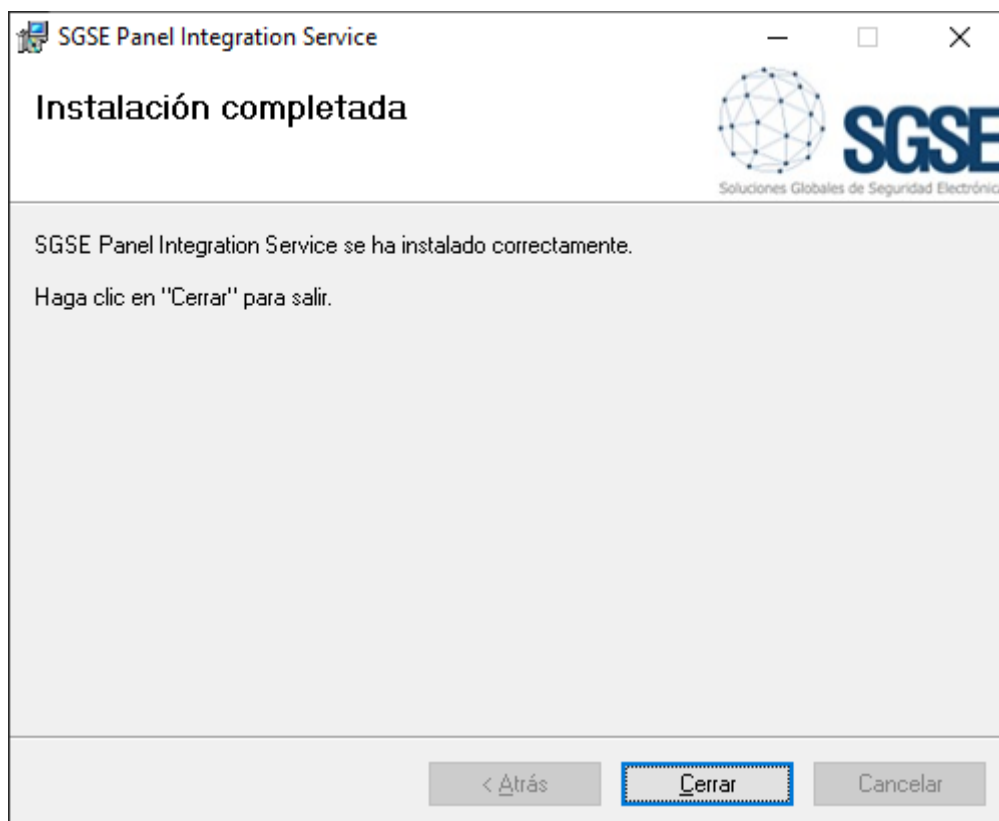 SGSE Panel Integration Service
Instalación completada
SGSE
Soluciones Globales de Seguridad Electrónic
SGSE Panel Integration Service se ha instalado correctamente.
Haga clic en "Cerrar" para salir.
< Atrás
Cerrar
Cancelar